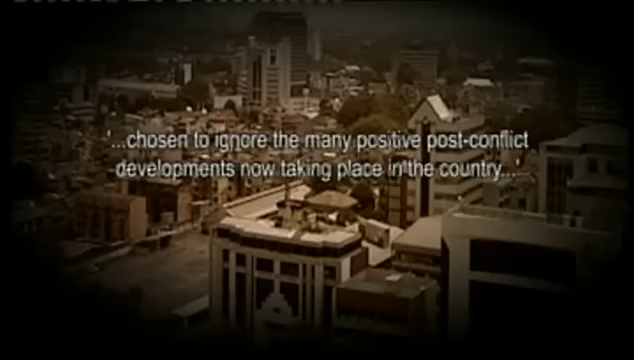 ...chosen to ignore the many positive post-conflict
developments now taking place in the country...